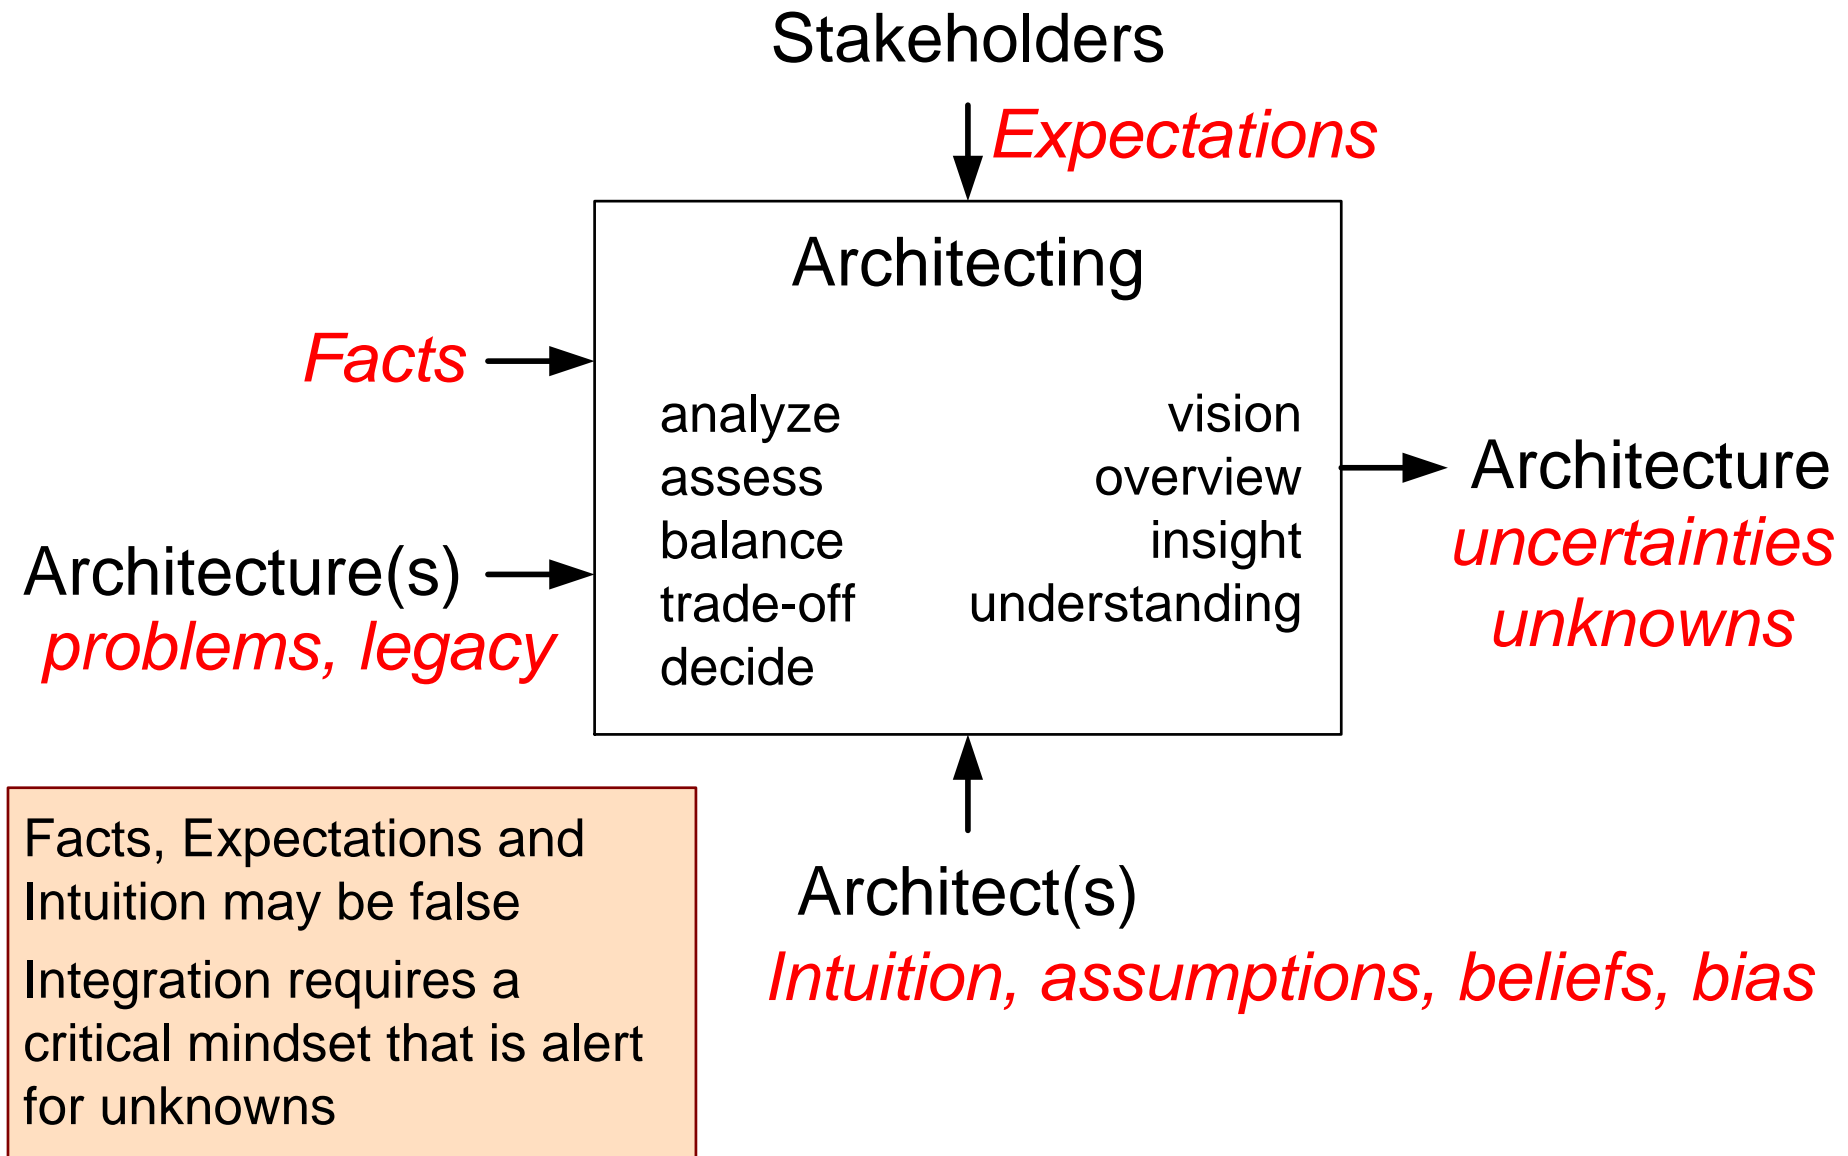 Stakeholders
Expectations
Architecting
Facts
analyze
assess
balance
trade-off
decide
vision
overview
insight
understanding
Architecture
uncertainties
unknowns
Architecture(s)
problems, legacy
Architect(s)
Intuition, assumptions, beliefs, bias
Facts, Expectations and
Intuition may be false
Integration requires a
critical mindset that is alert
for unknowns